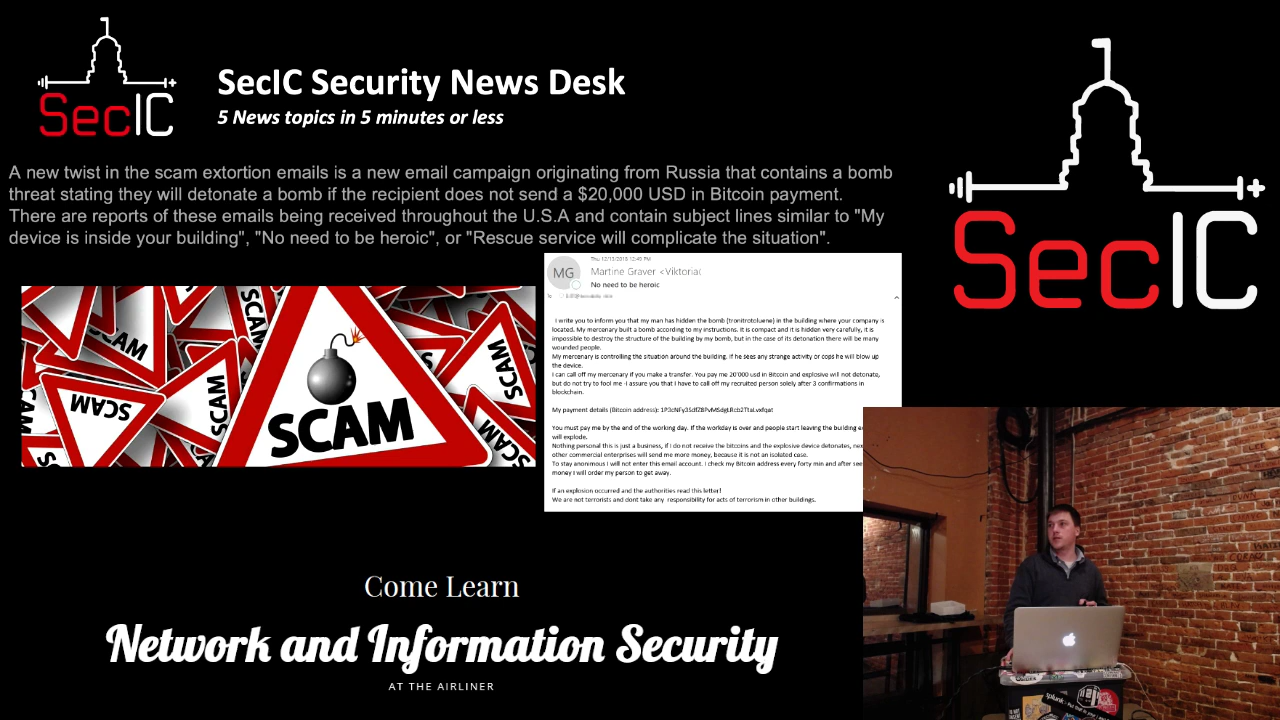 SecIC
SecIC Security News Desk
5 News topics in 5 minutes or less
A new twist in the scam extortion emails is a new email campaign originating from Russia that contains a bomb
threat stating they will detonate a bomb if the recipient does not send a $20,000 USD in Bitcoin payment.
There are reports of these emails being received throughout the U.S.A and contain subject lines similar to "My
device is inside your building", "No need to be heroic", or "Rescue service will complicate the situation".
SecIC
SCAM
SCAM
SCAM
SCAM
SCAM
SCAM
Thu 12/13/2018 12:49 PM
MG
Martine Graver <Viktoria(
No need to be heroic
I write you to inform you that my man has hidden the bomb (tronitrotoluene) in the building where your company is
located. My mercenary built a bomb according to my instructions. It is compact and it is hidden very carefully, it is
impossible to destroy the structure of the building by my bomb, but in the case of its detonation there will be many
wounded people.
My mercenary is controlling the situation around the building. If he sees any strange activity or cops he will blow up
the device.
I can call off my mercenary if you make a transfer. You pay me 20'000 usd in Bitcoin and explosive will not detonate,
but do not try to fool me -I assure you that I have to call off my recruited person solely after 3 confirmations in
blockchain.
My payment details (Bitcoin address):
You must pay me by the end of the working day. If the workday is over and people start leaving the building
will explode.
Nothing personal this is just a business, if I do not receive the bitcoins and the explosive device detonates,
other commercial enterprises will send me more money, because it is not an isolated case.
To stay anonimous I will not enter this email account. I check my Bitcoin address every forty min and after
money I will order my person to get away.
If an explosion occurred and the authorities read this letter!
We are not terrorists and dont take any responsibility for acts of terrorism in other buildings.
Come Learn
Network and Information Security
AT THE AIRLINER
splunk>